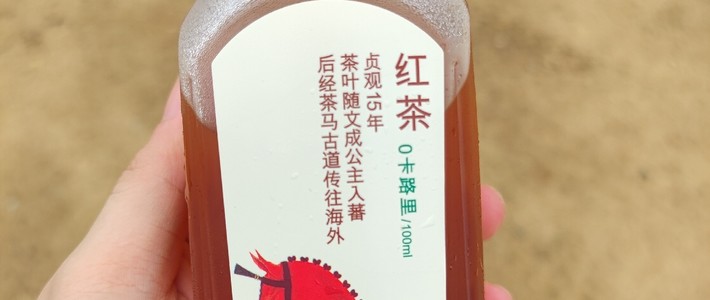 红茶
0卡路里/100ml
贞观15年
茶叶随文成公主入蕃
后经茶马古道传往海外